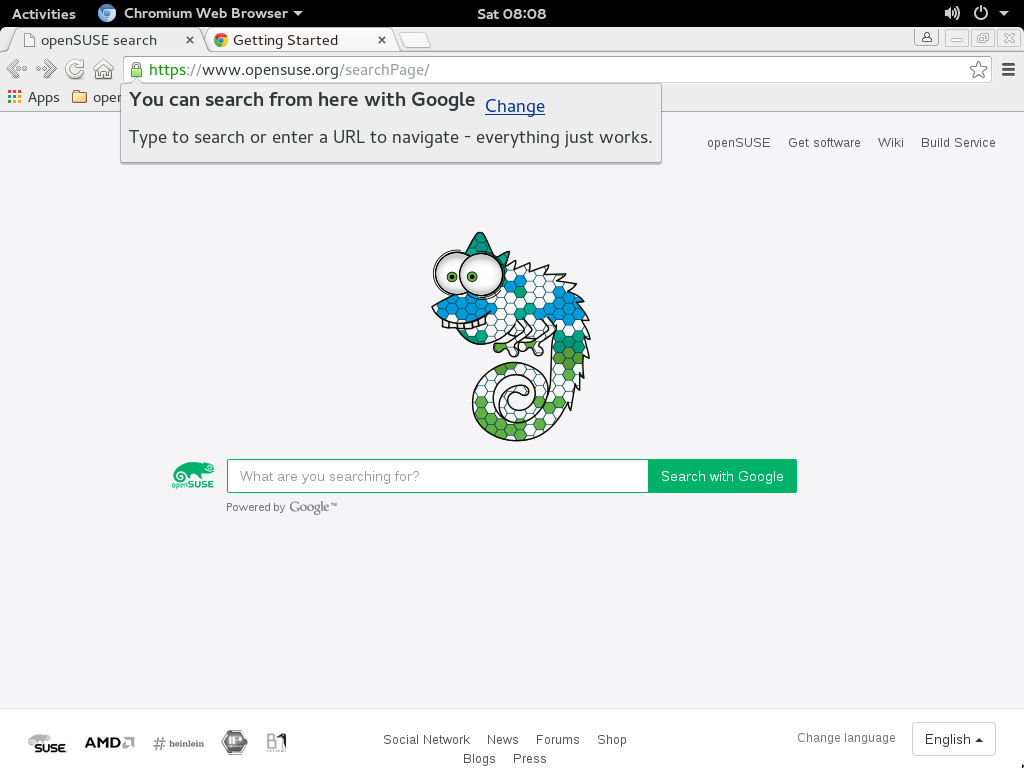 Activities Chromium Web Browser Sat 08:08
openSUSE search Getting Started
https://www.opensuse.org/searchPage/
Apps open
You can search from here with Google Change
Type to search or enter a URL to navigate - everything just works.
openSUSE Get software Wiki Build Service
openSUSE What are you searching for? Search with Google
Powered by Google™
SUSE AMD # heinlein B1
Social Network News Forums Shop
Blogs Press
Change language English